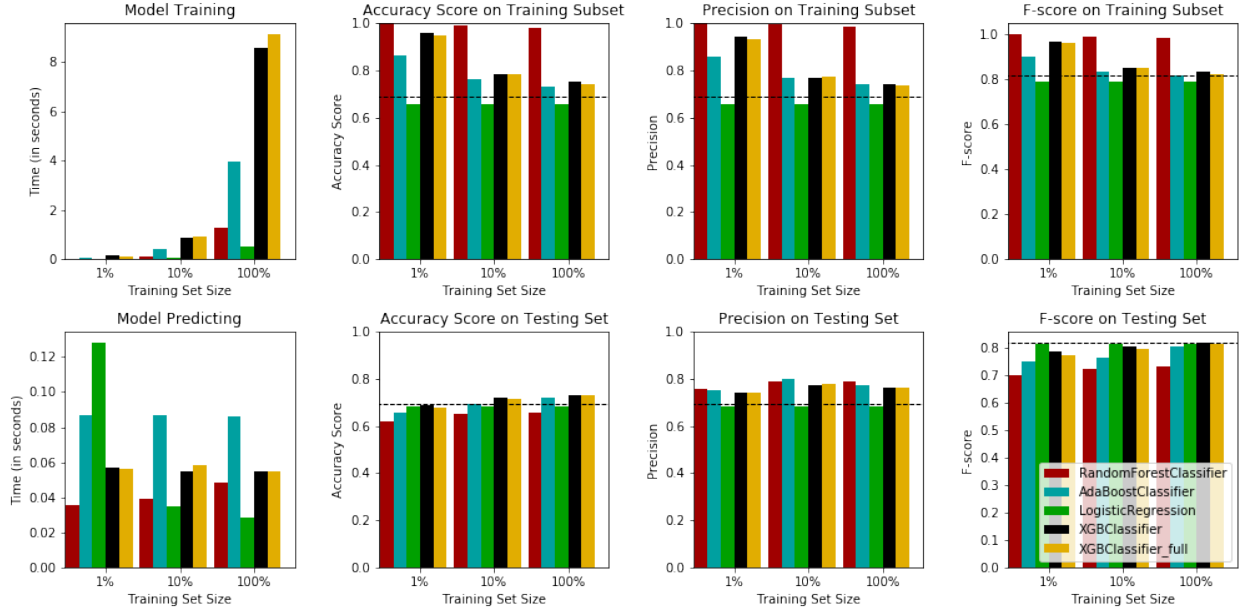 Model Training
Time (in seconds)
8
6
4
2
0
1%
10%
100%
Training Set Size
Accuracy Score on Training Subset
Accuracy Score
1.0
0.8
0.6
0.4
0.2
0.0
1%
10%
100%
Training Set Size
Precision on Training Subset
Precision
1.0
0.8
0.6
0.4
0.2
0.0
1%
10%
100%
Training Set Size
F-score on Training Subset
F-score
1.0
0.8
0.6
0.4
0.2
0.0
1%
10%
100%
Training Set Size
Model Predicting
Time (in seconds)
0.12
0.10
0.08
0.06
0.04
0.02
0.00
1%
10%
100%
Training Set Size
Accuracy Score on Testing Set
Accuracy Score
1.0
0.8
0.6
0.4
0.2
0.0
1%
10%
100%
Training Set Size
Precision on Testing Set
Precision
1.0
0.8
0.6
0.4
0.2
0.0
1%
10%
100%
Training Set Size
F-score on Testing Set
F-score
0.8
0.7
0.6
0.5
0.4
0.3
0.2
0.1
0.0
RandomForestClassifier
AdaBoostClassifier
LogisticRegression
XGBClassifier
XGBClassifier_full
1%
10%
100%
Training Set Size